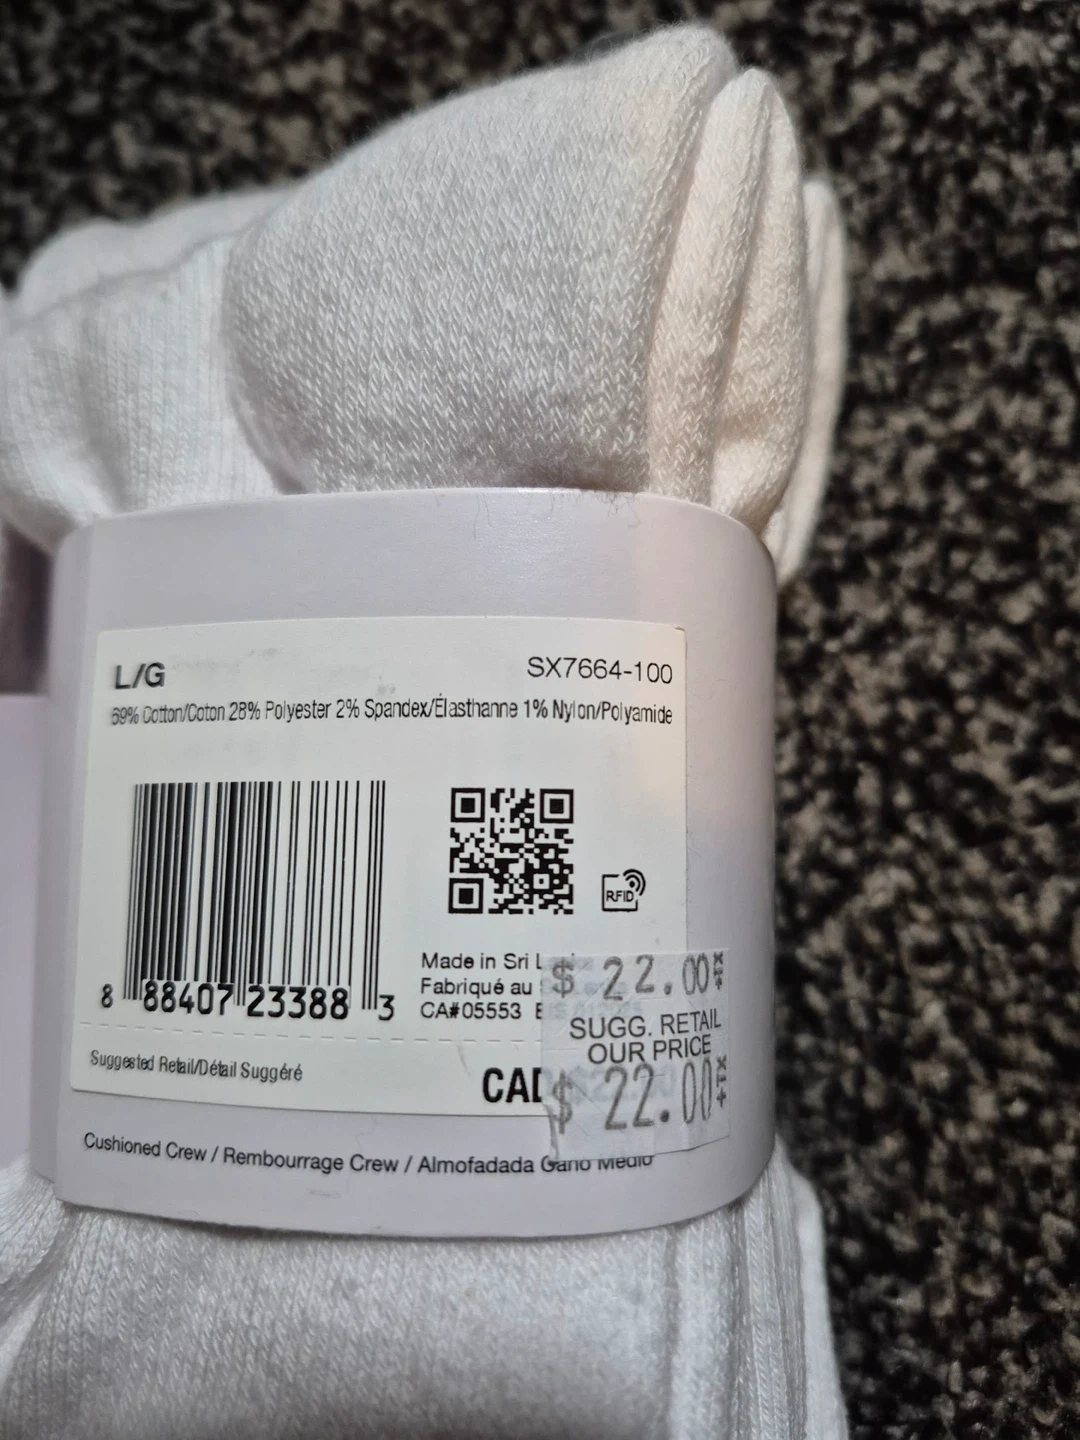 L/G
SX7664-100
69% Cotton/Coton 28% Polyester 2% Spandex/Élasthanne 1% Nylon/Polyamide
RFID
8 88407 23388 3
Made in Sri
Fabriqué au
CA#05553
Suggested Retail/Détail Suggéré
CAD
$ 22.00
SUGG. RETAIL
OUR PRICE
$ 22.00
Cushioned Crew / Rembourrage Crew / Almofadada Cano Médio